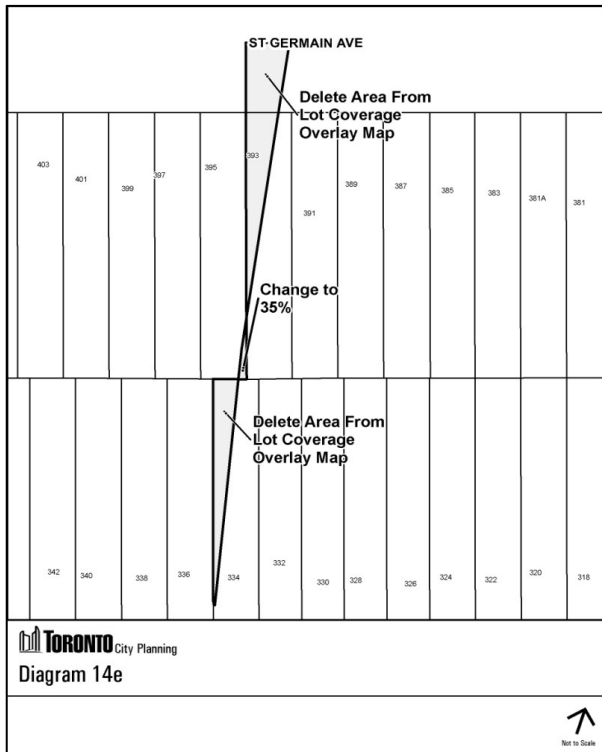 ST·GERMAIN AVE
Delete Area From
Lot Coverage
Overlay Map
403
401
399
397
395
393
391
389
387
385
383
381A
381
Change to
35%
Delete Area From
Lot Coverage
Overlay Map
342
340
338
336
334
332
330
328
326
324
322
320
318
TORONTO City Planning
Diagram 14e
Not to Scale